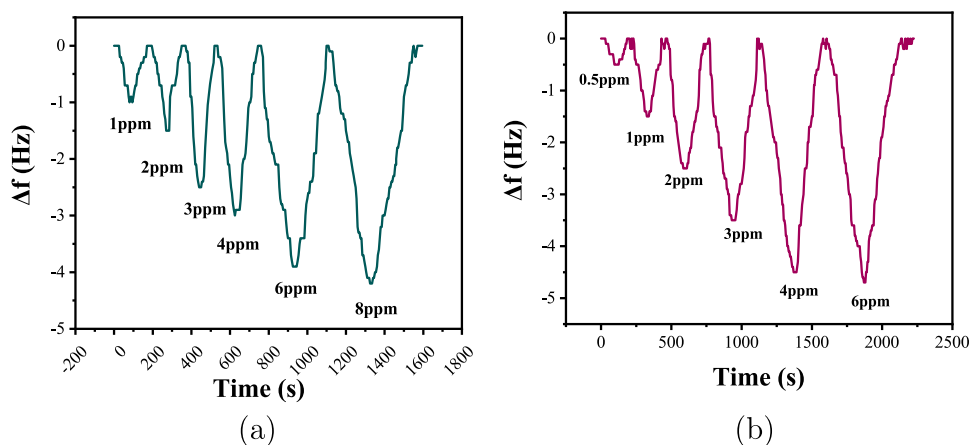 0
-1
-2
-3
-4
-5
Δf (Hz)
1ppm
2ppm
3ppm
4ppm
6ppm
8ppm
-200
0
200
400
600
800
1000
1200
1400
1600
1800
Time (s)
(a)
0
-1
-2
-3
-4
-5
Δf (Hz)
0.5ppm
1ppm
2ppm
3ppm
4ppm
6ppm
0
500
1000
1500
2000
2500
Time (s)
(b)